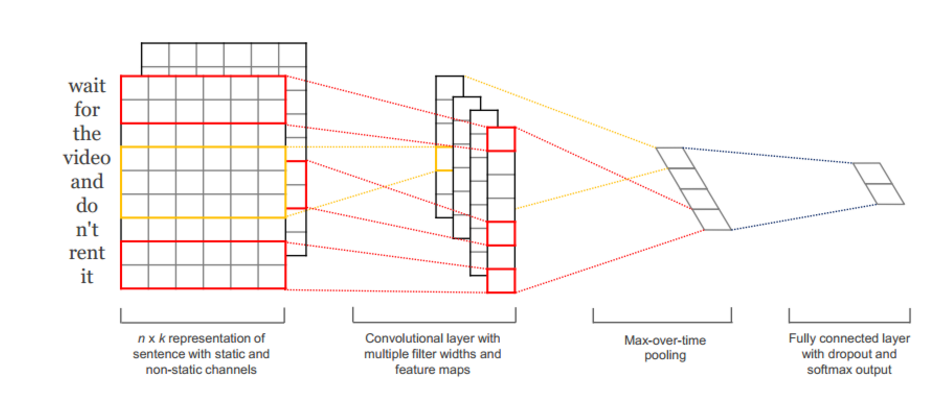 wait
for
the
video
and
do
n't
rent
it
n x k representation of
sentence with static and
non-static channels
Convolutional layer with
multiple filter widths and
feature maps
Max-over-time
pooling
Fully connected layer
with dropout and
softmax output